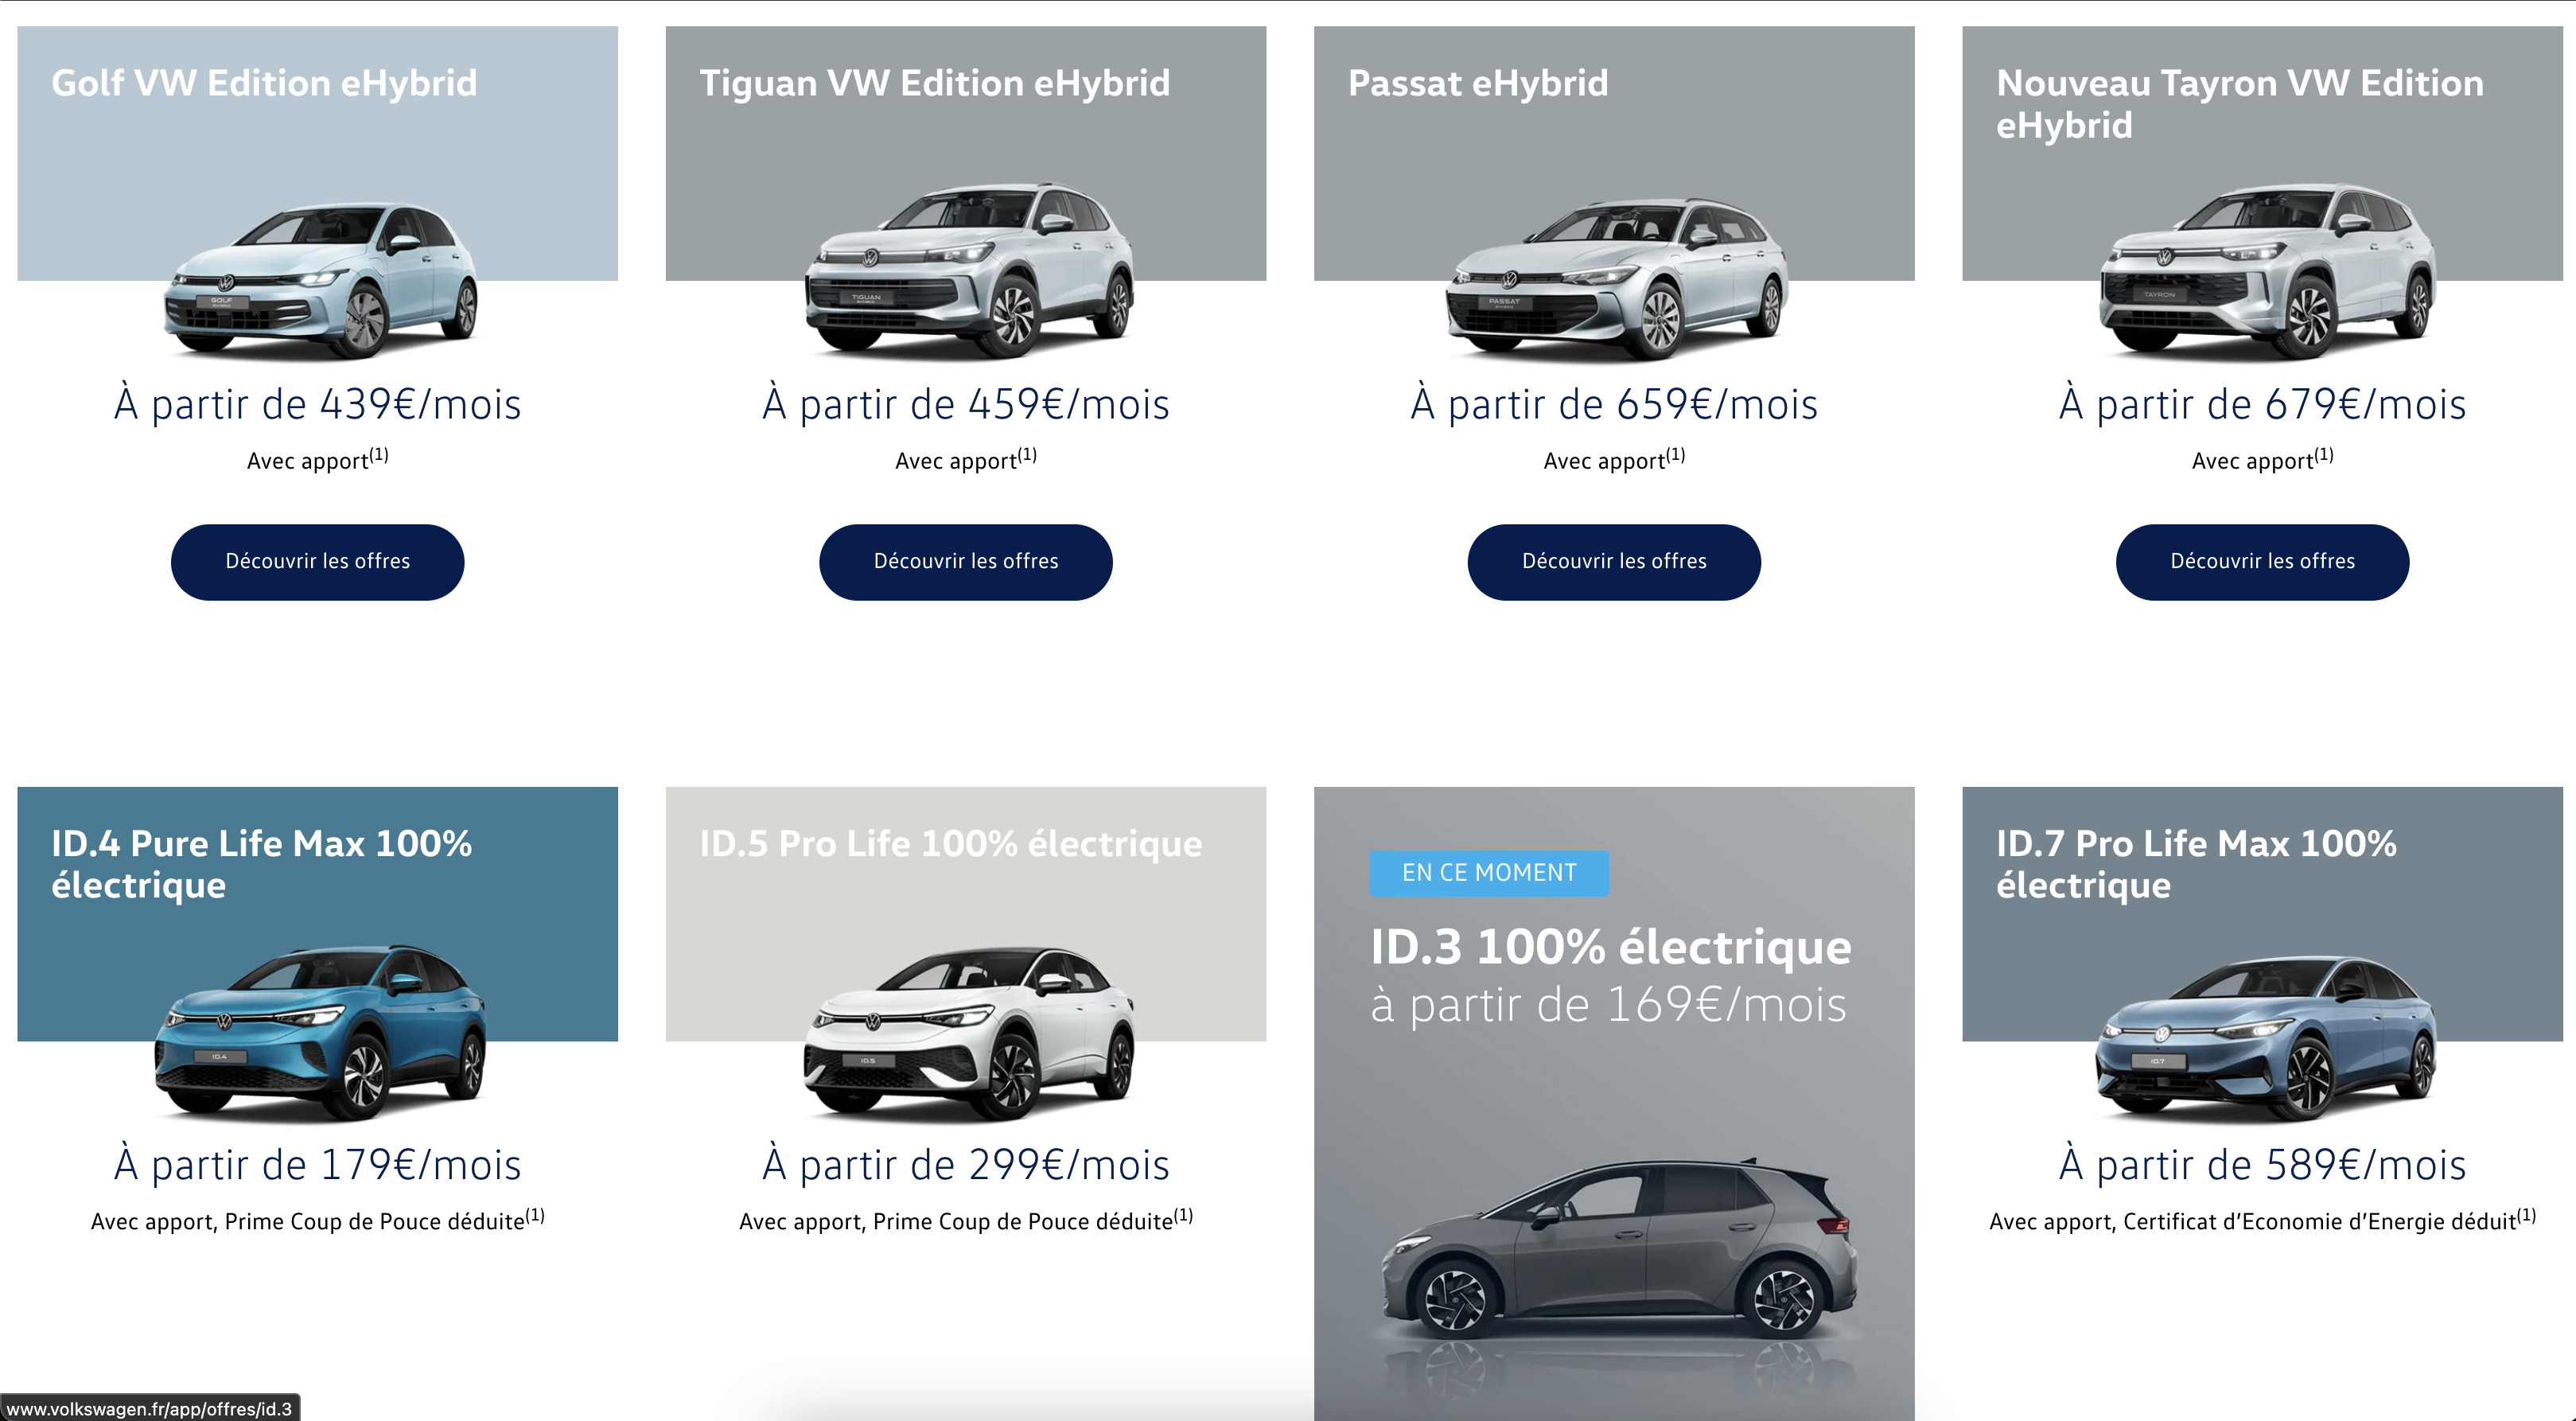 Golf VW Edition eHybrid
GOLF
À partir de 439€/mois
Avec apport(1)
Découvrir les offres
Tiguan VW Edition eHybrid
TIGUAN
À partir de 459€/mois
Avec apport(1)
Découvrir les offres
Passat eHybrid
PASSAT
À partir de 659€/mois
Avec apport(1)
Découvrir les offres
Nouveau Tayron VW Edition
eHybrid
TAYRON
À partir de 679€/mois
Avec apport(1)
Découvrir les offres
ID.4 Pure Life Max 100%
électrique
ID.4
À partir de 179€/mois
Avec apport, Prime Coup de Pouce déduite(1)
ID.5 Pro Life 100% électrique
ID.5
À partir de 299€/mois
Avec apport, Prime Coup de Pouce déduite(1)
EN CE MOMENT
ID.3 100% électrique
à partir de 169€/mois
ID.7 Pro Life Max 100%
électrique
ID.7
À partir de 589€/mois
Avec apport, Certificat d’Economie d’Energie déduit(1)
www.volkswagen.fr/app/offres/id.3